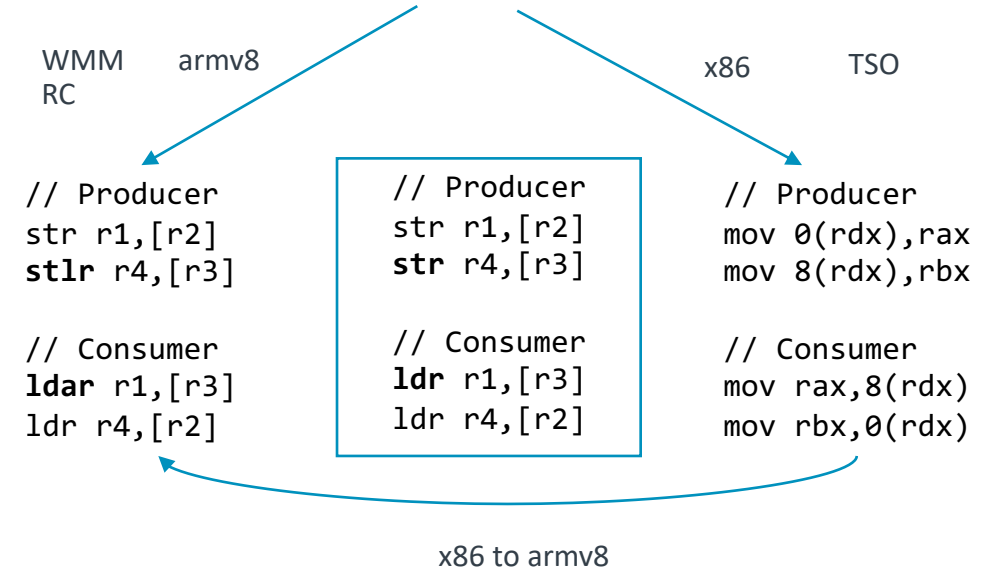 WMM armv8
RC
x86 TSO
// Producer
str r1,[r2]
stlr r4,[r3]
// Consumer
ldar r1,[r3]
ldr r4,[r2]
// Producer
str r1,[r2]
str r4,[r3]
// Consumer
ldr r1,[r3]
ldr r4,[r2]
// Producer
mov 0(rdx),rax
mov 8(rdx),rbx
// Consumer
mov rax,8(rdx)
mov rbx,0(rdx)
x86 to armv8